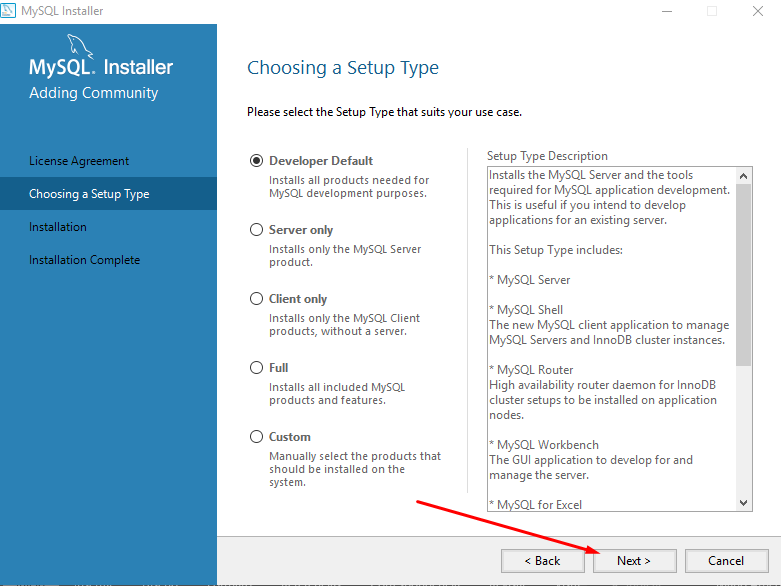 MySQL Installer
MySQL. Installer
Adding Community
License Agreement
Choosing a Setup Type
Installation
Installation Complete
Choosing a Setup Type
Please select the Setup Type that suits your use case.
Developer Default
Installs all products needed for
MySQL development purposes.
Server only
Installs only the MySQL Server
product.
Client only
Installs only the MySQL Client
products, without a server.
Full
Installs all included MySQL
products and features.
Custom
Manually select the products that
should be installed on the
system.
Setup Type Description
Installs the MySQL Server and the tools
required for MySQL application development.
This is useful if you intend to develop
applications for an existing server.
This Setup Type includes:
* MySQL Server
* MySQL Shell
The new MySQL client application to manage
MySQL Servers and InnoDB cluster instances.
* MySQL Router
High availability router daemon for InnoDB
cluster setups to be installed on application
nodes.
* MySQL Workbench
The GUI application to develop for and
manage the server.
* MySQL for Excel
< Back
Next >
Cancel